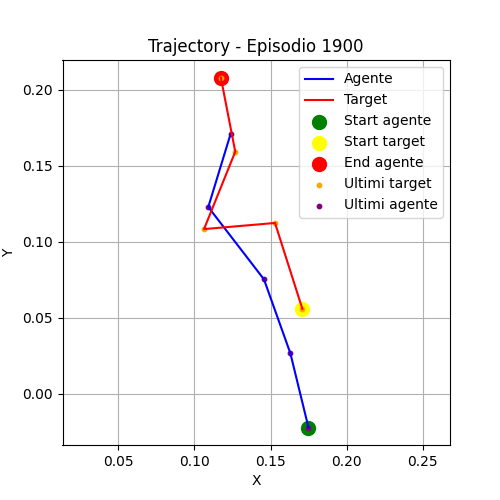 Trajectory - Episodio 1900
Agente
Target
Start agente
Start target
End agente
Ultimi target
Ultimi agente
Y
0.20
0.15
0.10
0.05
0.00
0.05
0.10
0.15
0.20
0.25
X